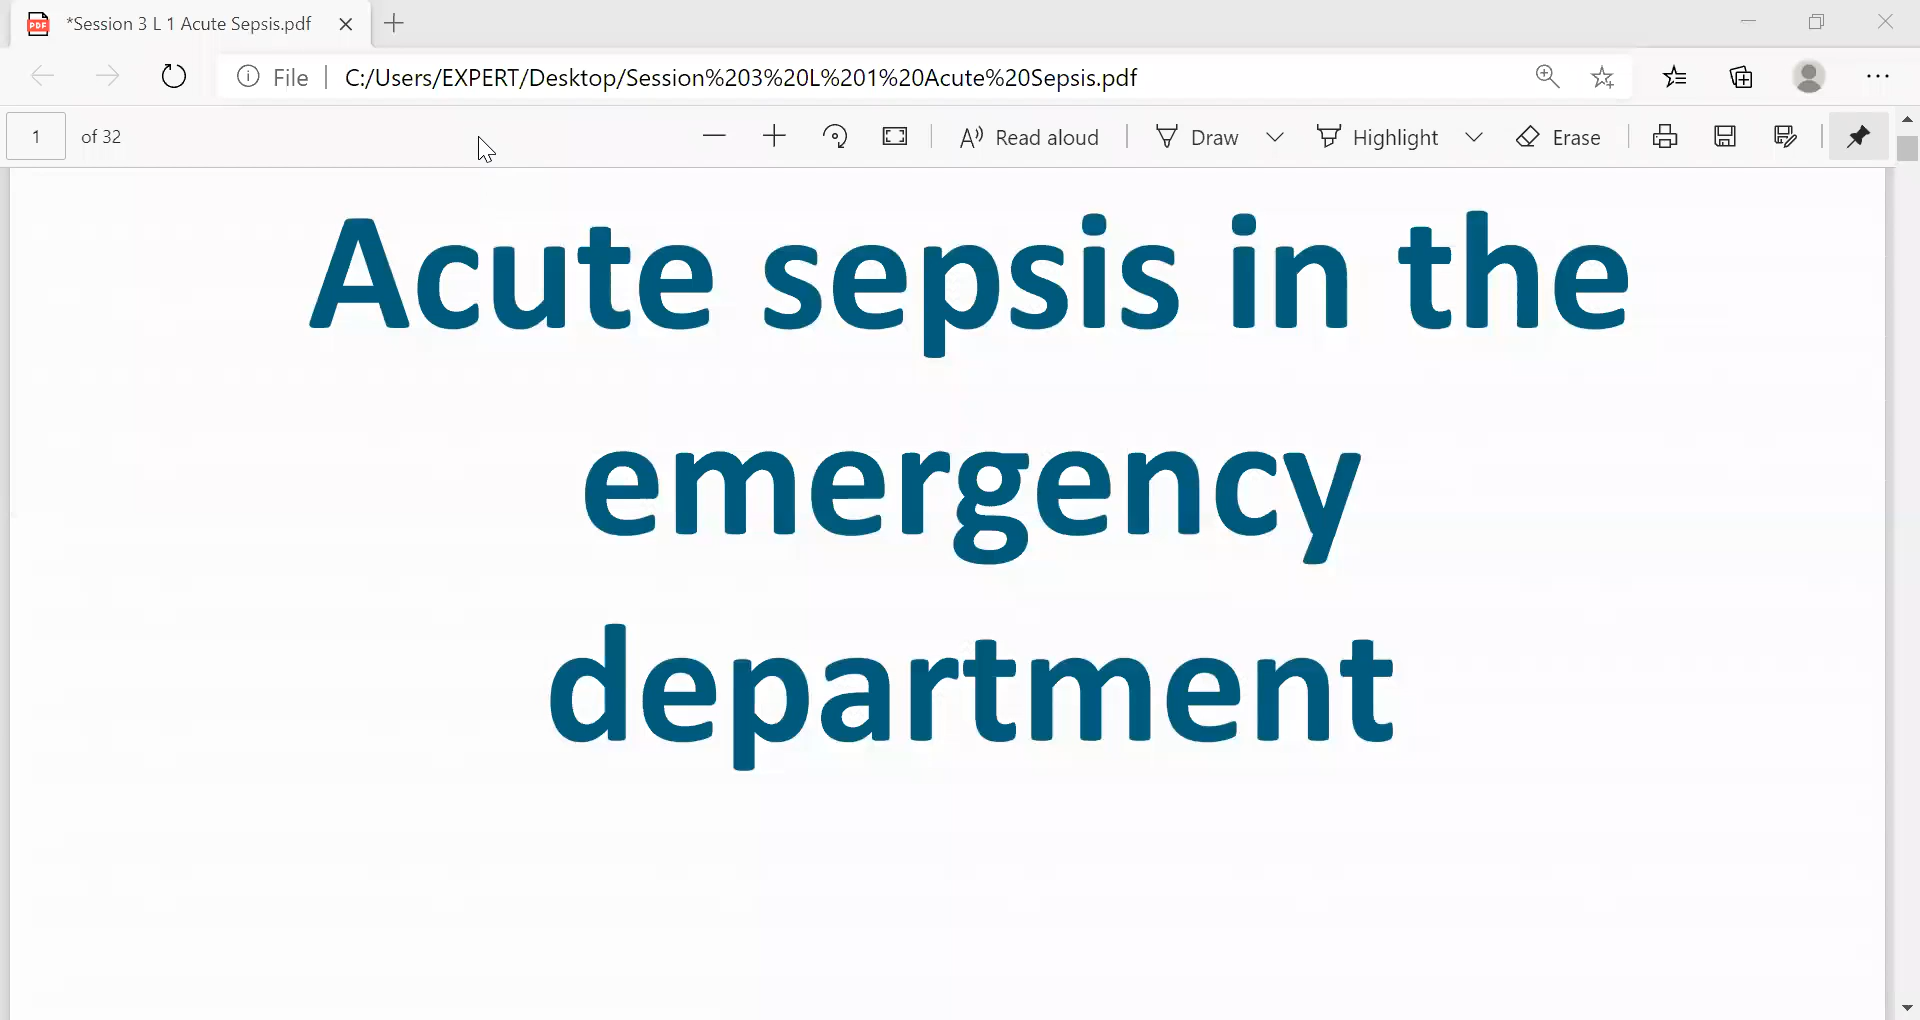 *Session 3 L 1 Acute Sepsis.pdf
File | C:/Users/EXPERT/Desktop/Session%203%20L%201%20Acute%20Sepsis.pdf
1 of 32 Read aloud Draw Highlight Erase
Acute sepsis in the
emergency
department